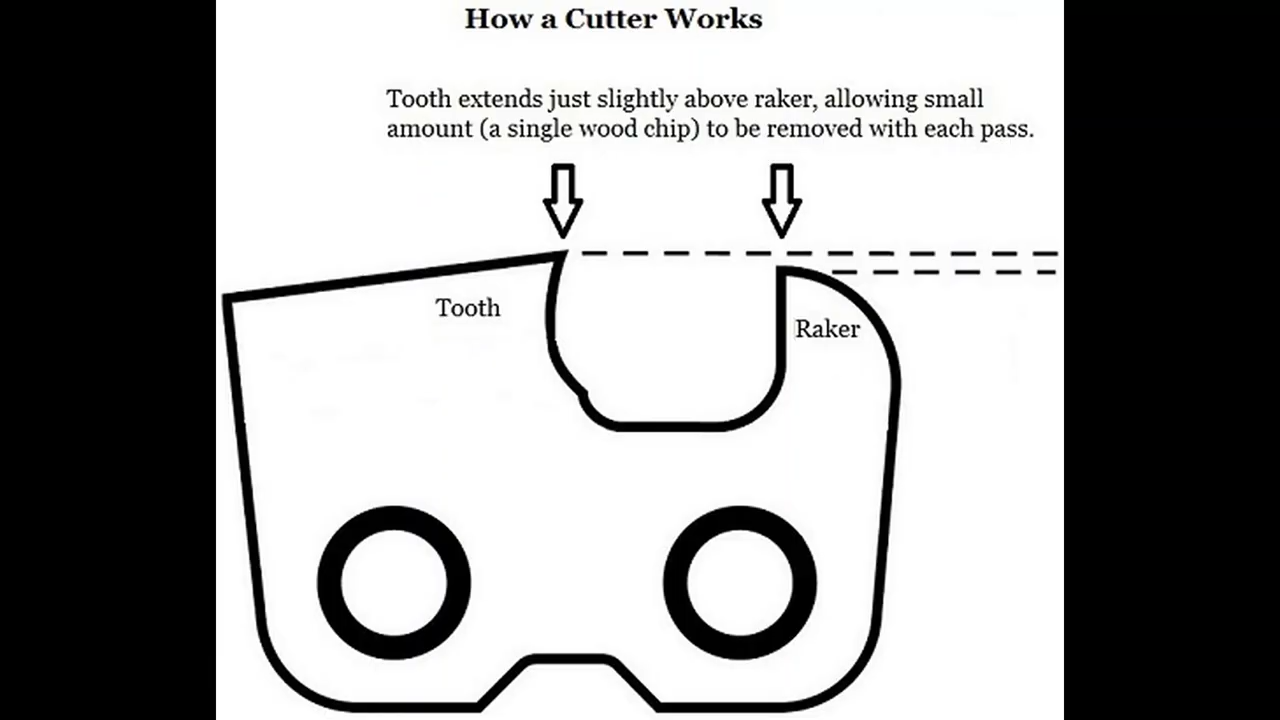 How a Cutter Works
Tooth extends just slightly above raker, allowing small
amount (a single wood chip) to be removed with each pass.
Tooth
Raker